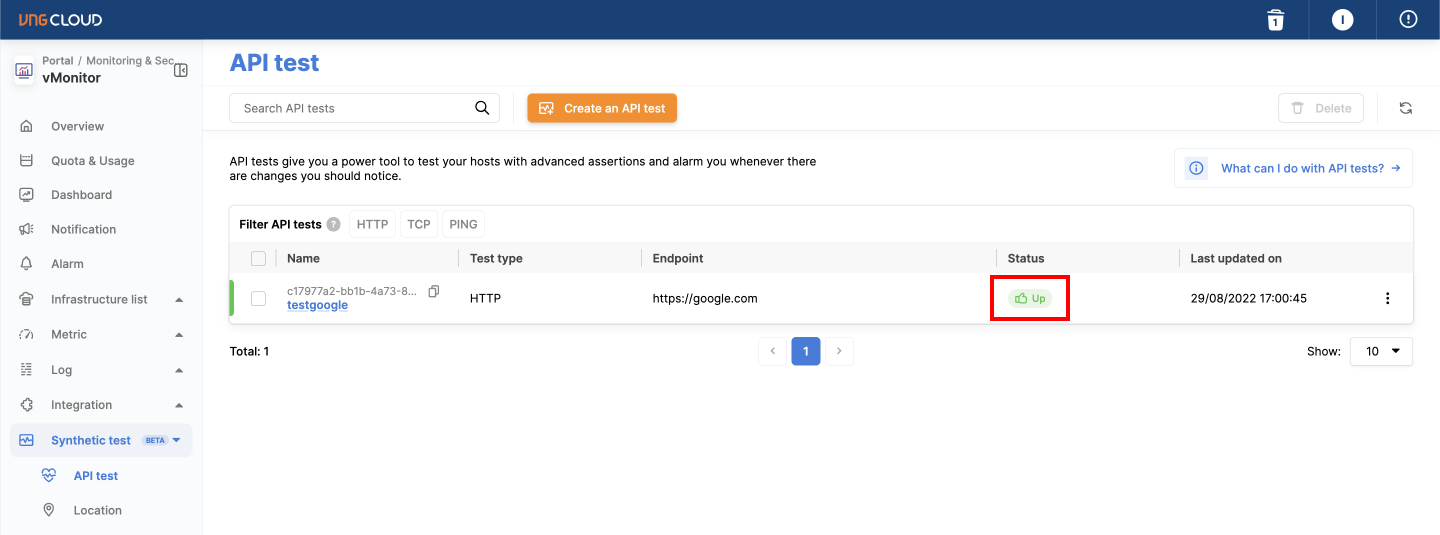 VNG CLOUD
1
I
Portal / Monitoring & Sec
vMonitor
Overview
Quota & Usage
Dashboard
Notification
Alarm
Infrastructure list
Metric
Log
Integration
Synthetic test BETA
API test
Location
API test
Search API tests
Create an API test
Delete
API tests give you a power tool to test your hosts with advanced assertions and alarm you whenever there
are changes you should notice.
What can I do with API tests?
Filter API tests ? HTTP TCP PING
Name Test type Endpoint Status Last updated on
c17977a2-bb1b-4a73-8...
testgoogle HTTP https://google.com Up 29/08/2022 17:00:45
Total: 1 1 Show: 10